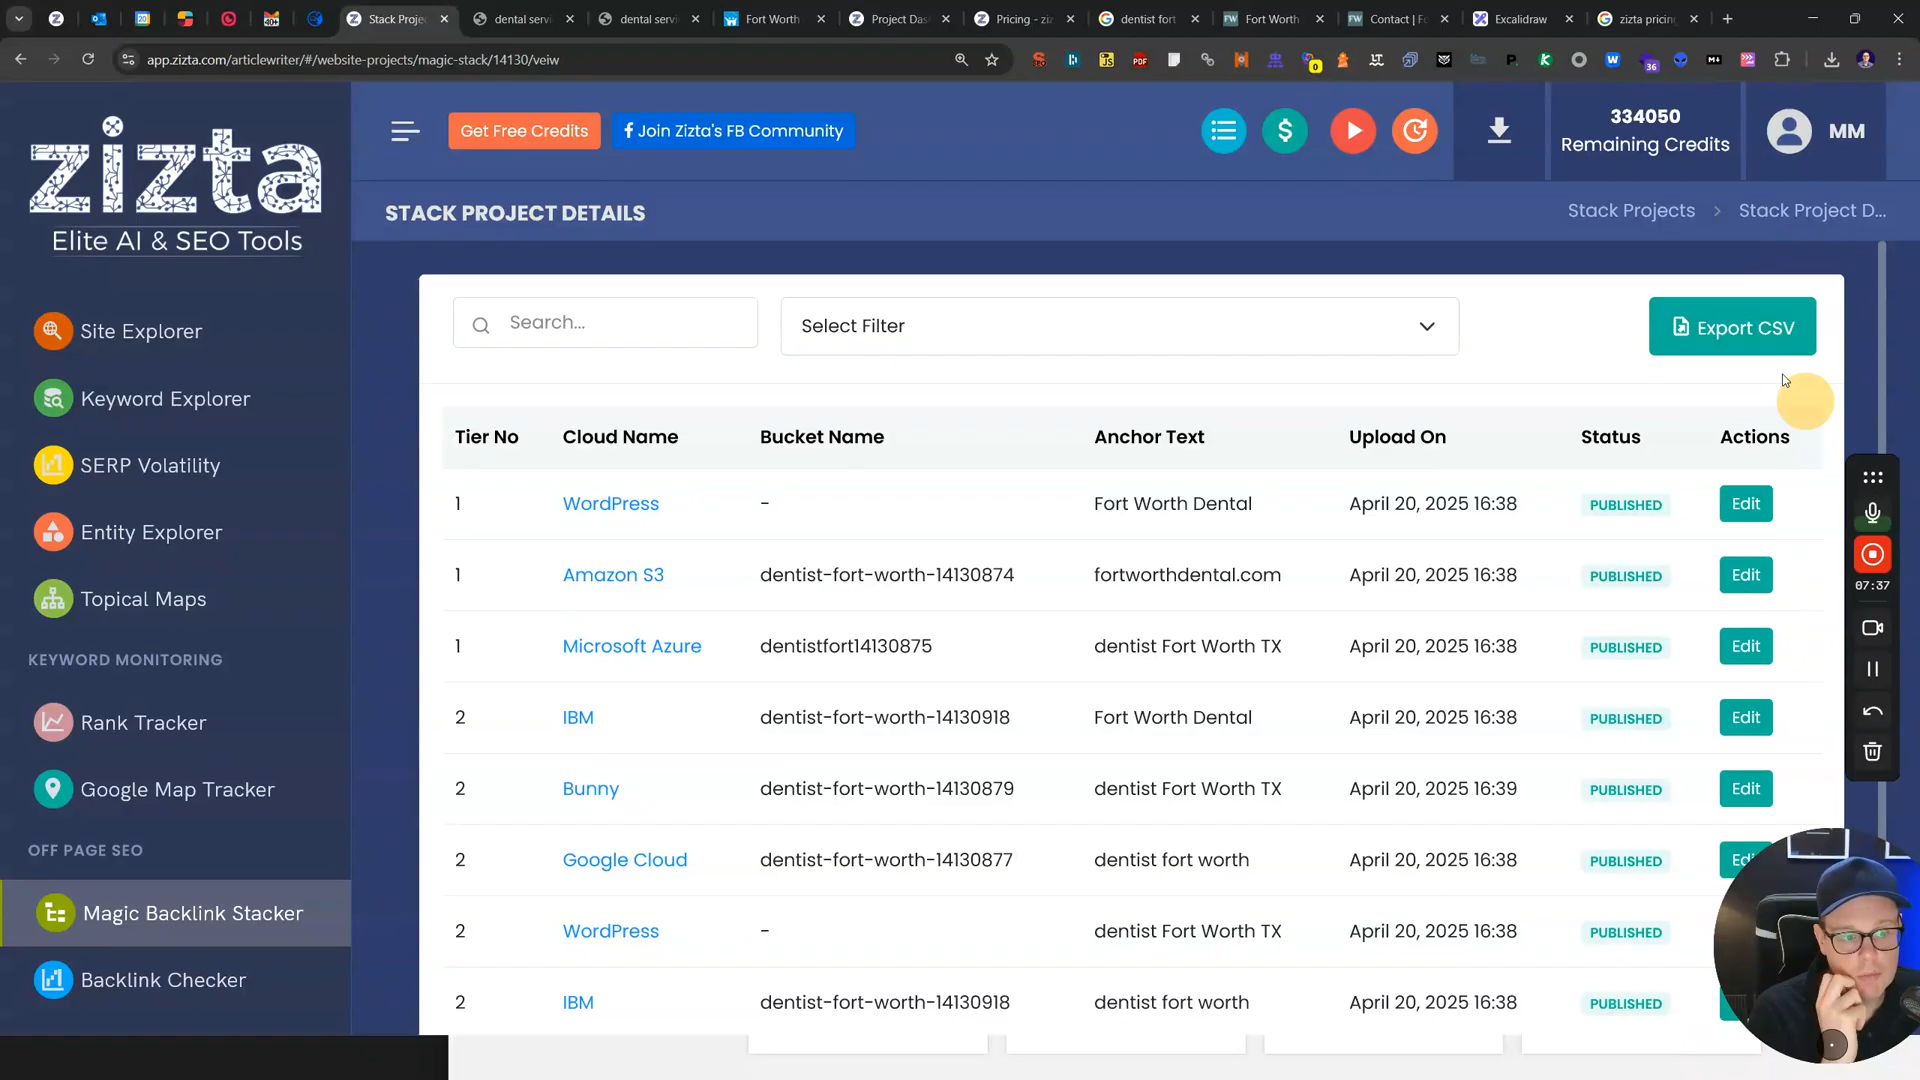 Stack Proje
dental servi
dental servi
Fort Worth
Project Das
Pricing - ziz
dentist fort
Fort Worth
Contact | Fo
Excalidraw
zizta pricing
app.zizta.com/articlewriter/#/website-projects/magic-stack/14130/veiw
zizta
Elite AI & SEO Tools
Get Free Credits
Join Zizta's FB Community
334050
Remaining Credits
MM
STACK PROJECT DETAILS
Stack Projects > Stack Project D...
Site Explorer
Keyword Explorer
SERP Volatility
Entity Explorer
Topical Maps
KEYWORD MONITORING
Rank Tracker
Google Map Tracker
OFF PAGE SEO
Magic Backlink Stacker
Backlink Checker
Search...
Select Filter
Export CSV
Tier No Cloud Name Bucket Name Anchor Text Upload On Status Actions
1 WordPress - Fort Worth Dental April 20, 2025 16:38 PUBLISHED Edit
1 Amazon S3 dentist-fort-worth-14130874 fortworthdental.com April 20, 2025 16:38 PUBLISHED Edit
1 Microsoft Azure dentistfort14130875 dentist Fort Worth TX April 20, 2025 16:38 PUBLISHED Edit
2 IBM dentist-fort-worth-14130918 Fort Worth Dental April 20, 2025 16:38 PUBLISHED Edit
2 Bunny dentist-fort-worth-14130879 dentist Fort Worth TX April 20, 2025 16:39 PUBLISHED Edit
2 Google Cloud dentist-fort-worth-14130877 dentist fort worth April 20, 2025 16:38 PUBLISHED
2 WordPress - dentist Fort Worth TX April 20, 2025 16:38 PUBLISHED
2 IBM dentist-fort-worth-14130918 dentist fort worth April 20, 2025 16:38 PUBLISHED
07:37